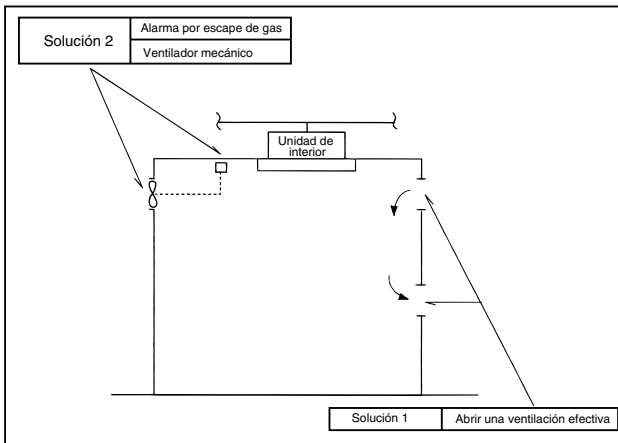 Solución 2
Alarma por escape de gas
Ventilador mecánico
Unidad de
interior
Solución 1
Abrir una ventilación efectiva